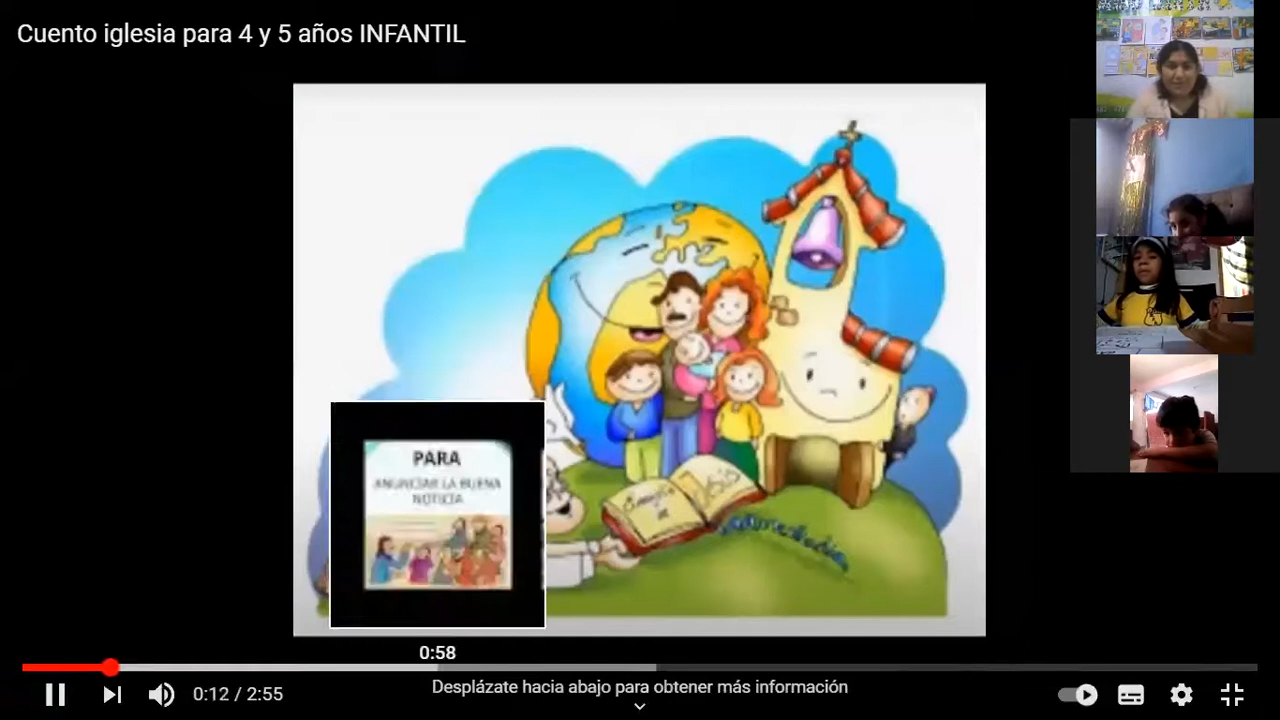 Cuento iglesia para 4 y 5 años INFANTIL
PARA
ANUNCIAR LA BUENA
NOTICIA
0:58
0:12 / 2:55
Desplázate hacia abajo para obtener más información